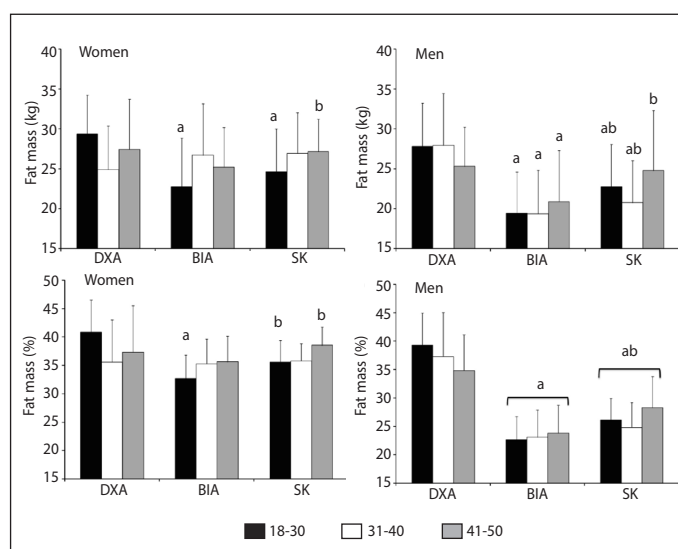 Women
Fat mass (kg)
40
35
30
25
20
15
a
a
b
DXA
BIA
SK
Men
Fat mass (kg)
40
35
30
25
20
15
a
a
a
ab
ab
b
DXA
BIA
SK
Women
Fat mass (%)
50
45
40
35
30
25
20
15
a
b
b
DXA
BIA
SK
Men
Fat mass (%)
50
45
40
35
30
25
20
15
a
ab
DXA
BIA
SK
18-30
31-40
41-50